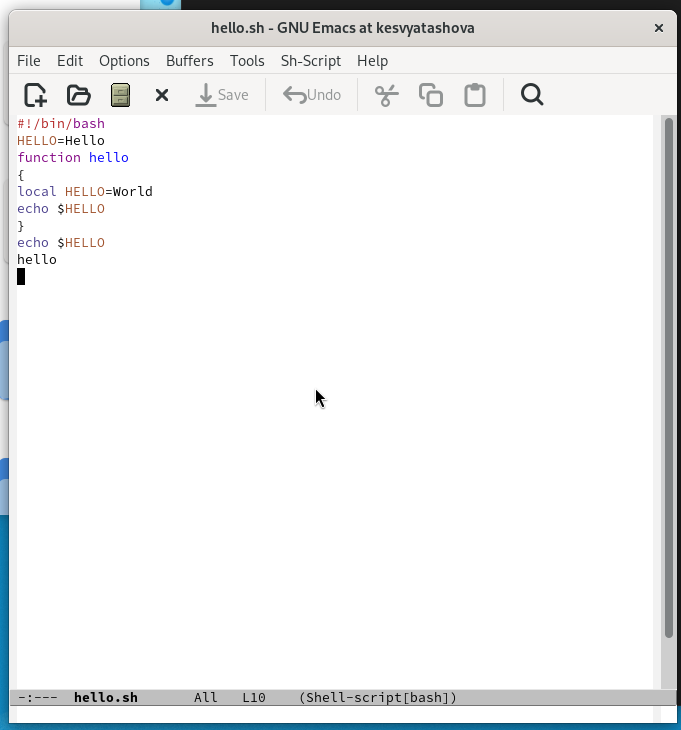 hello.sh - GNU Emacs at kesvyatashova ×
File Edit Options Buffers Tools Sh-Script Help
Save Undo
#!/bin/bash
HELLO=Hello
function hello
{
local HELLO=World
echo $HELLO
}
echo $HELLO
hello
-:--- hello.sh All L10 (Shell-script[bash])